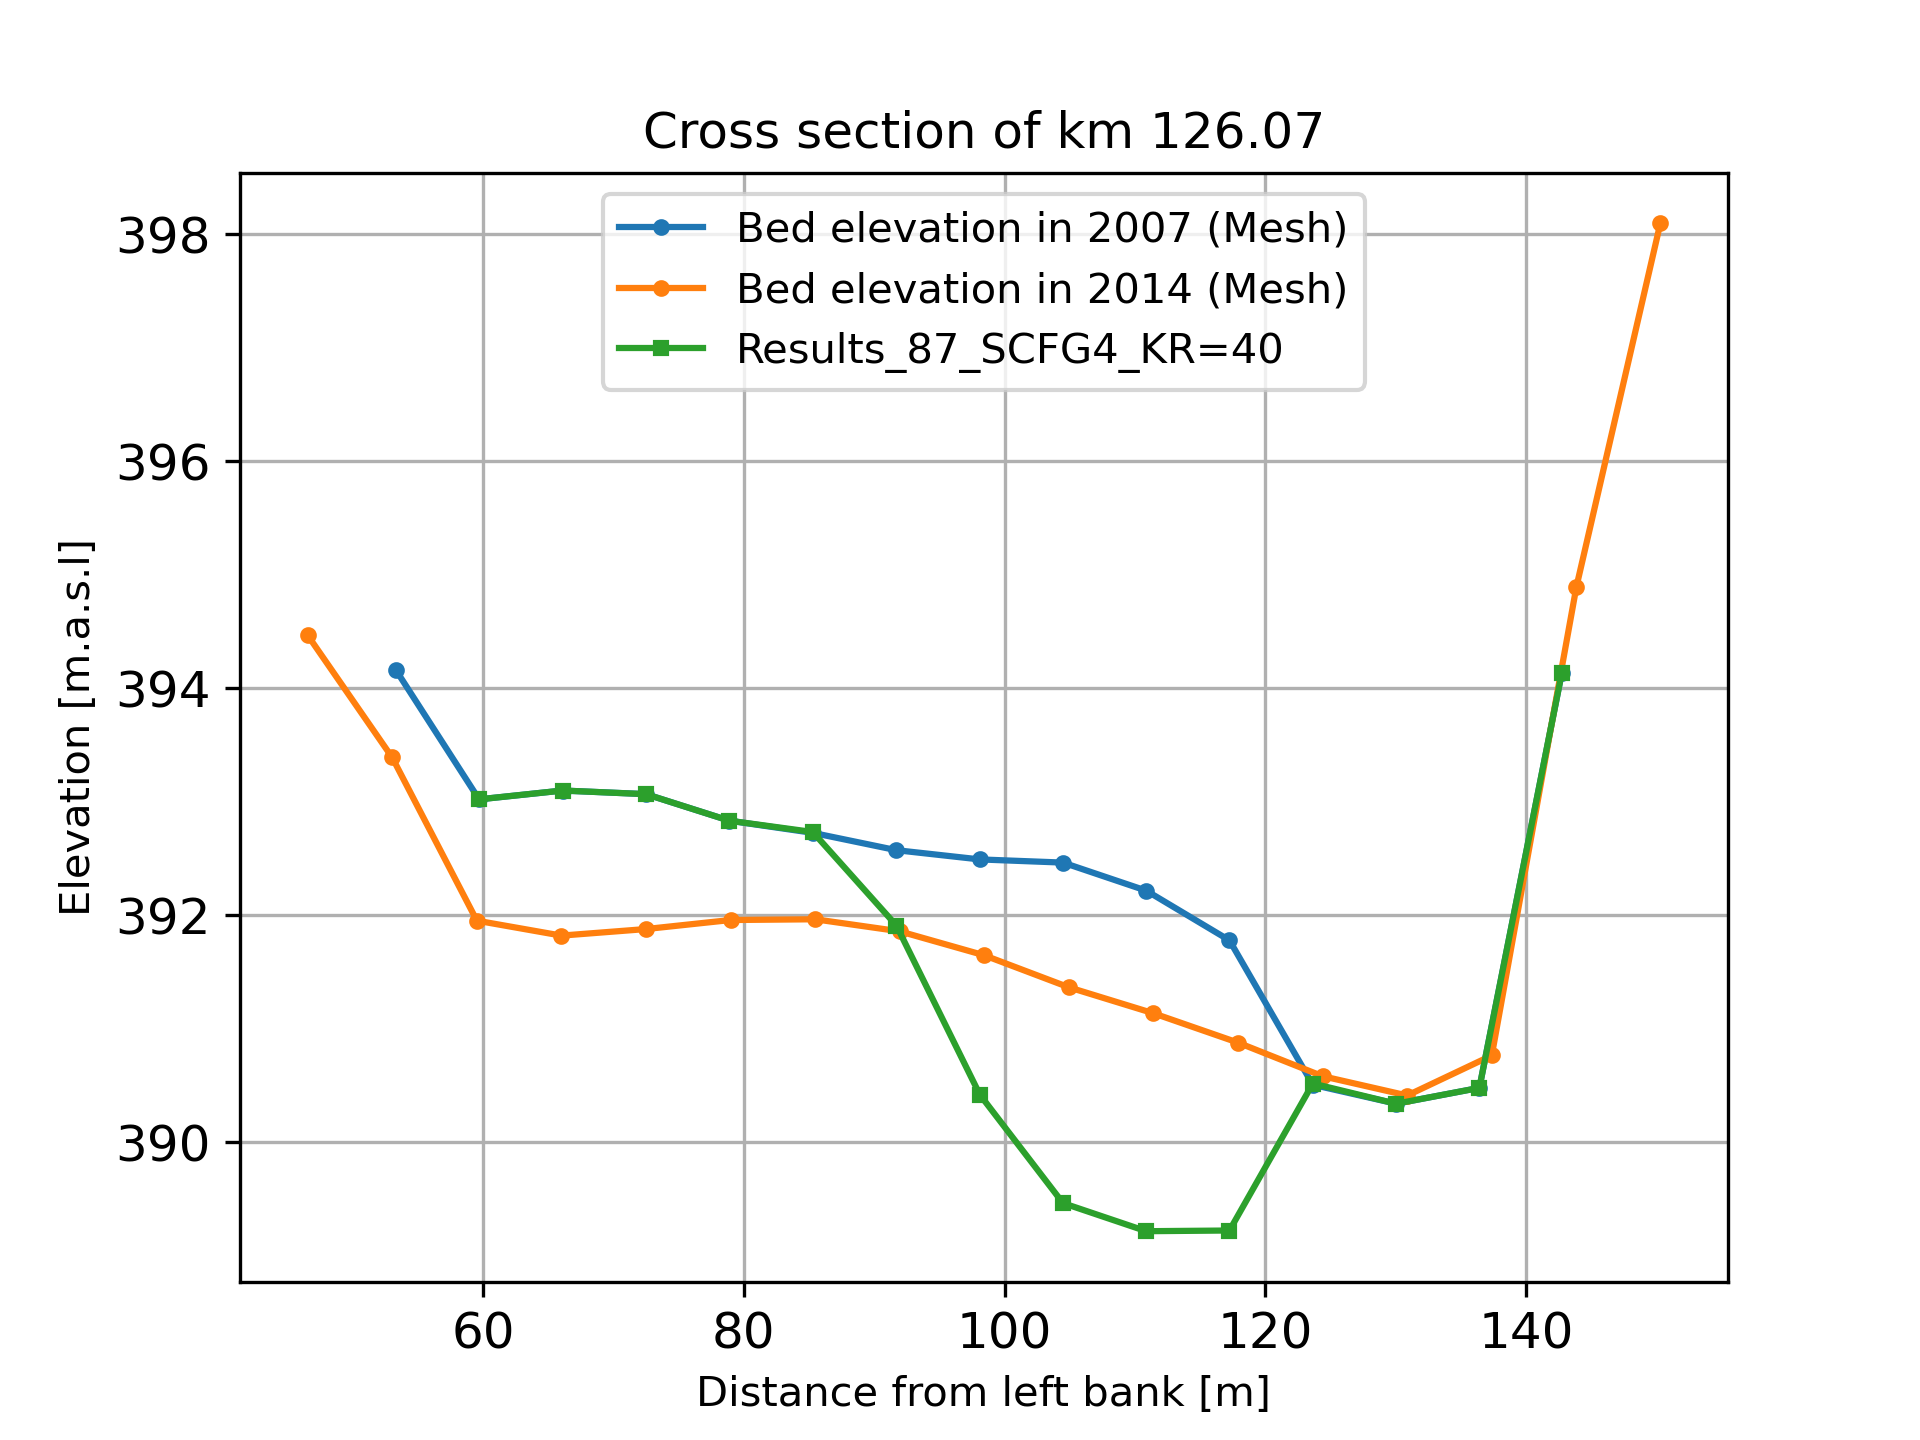 Cross section of km 126.07
Bed elevation in 2007 (Mesh)
Bed elevation in 2014 (Mesh)
Results_87_SCFG4_KR=40
398
396
394
392
390
Elevation [m.a.s.l]
60 80 100 120 140
Distance from left bank [m]